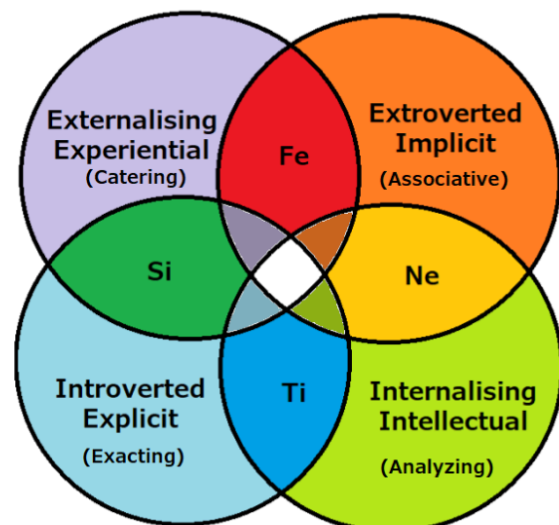 Externalising
Experiential
(Catering)
Fe
Extroverted
Implicit
(Associative)
Si
Ne
Introverted
Explicit
(Exacting)
Ti
Internalising
Intellectual
(Analyzing)